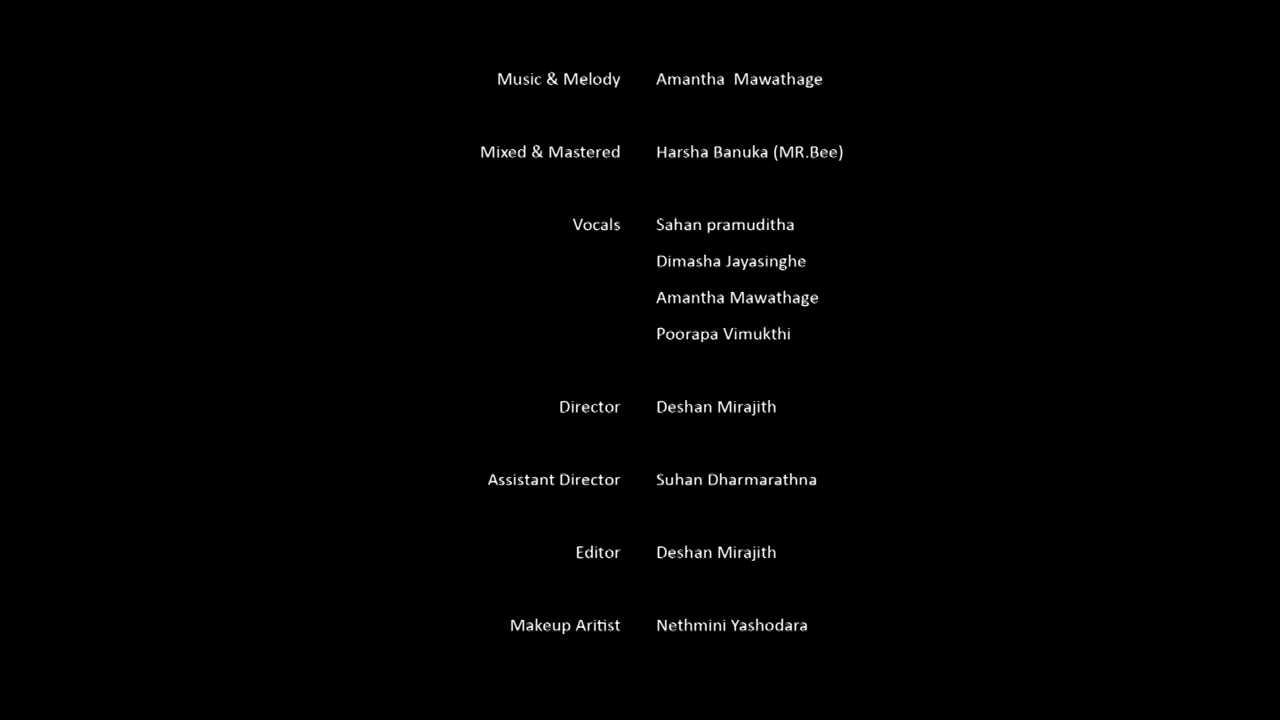 Music & Melody Amantha Mawathage
Mixed & Mastered Harsha Banuka (MR.Bee)
Vocals Sahan pramuditha
Dimasha Jayasinghe
Amantha Mawathage
Poorapa Vimukthi
Director Deshan Mirajith
Assistant Director Suhan Dharmarathna
Editor Deshan Mirajith
Makeup Aritist Nethmini Yashodara